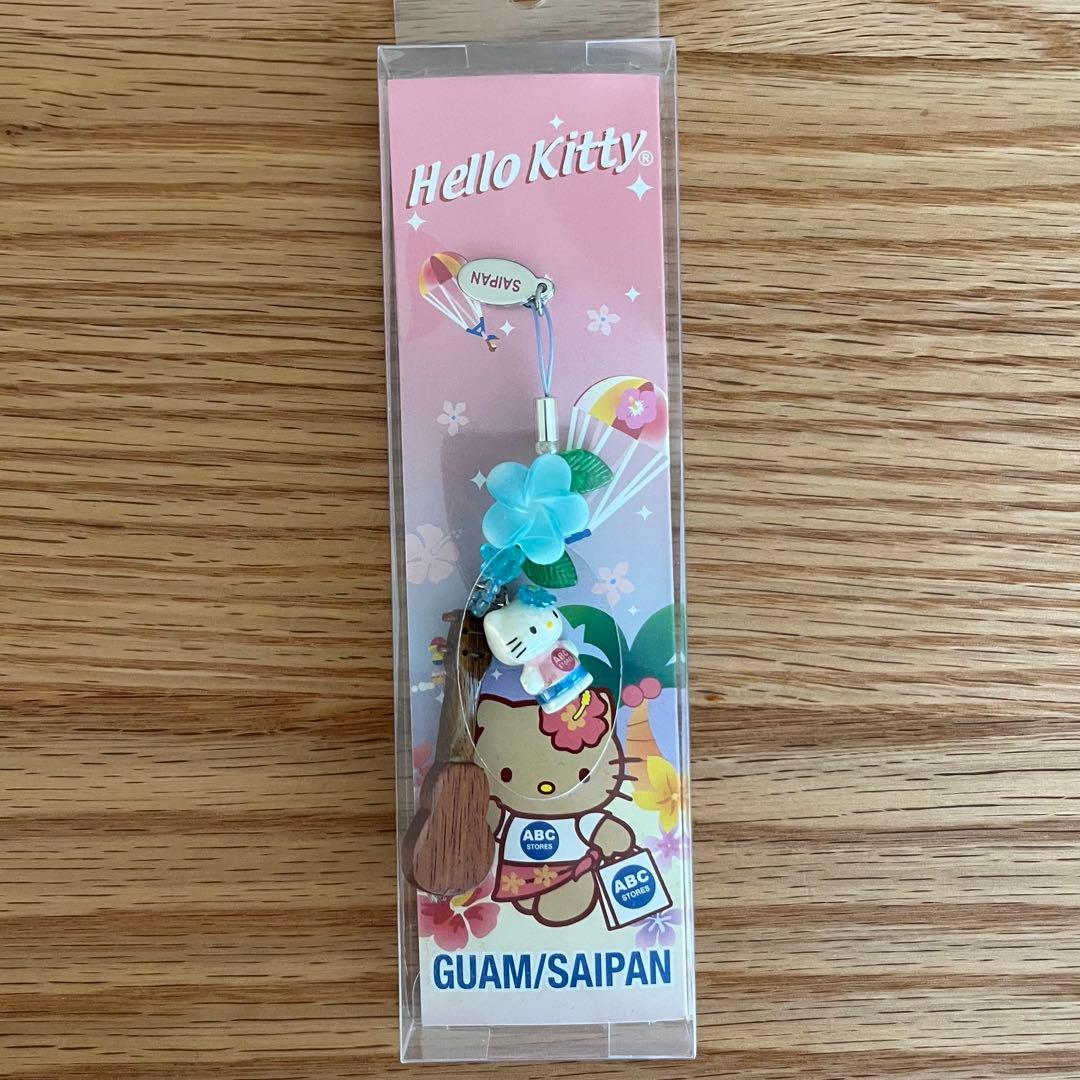 Hello Kitty®
SAIPAN
ABC
STORES
ABC
STORES
ABC
STORES
GUAM/SAIPAN